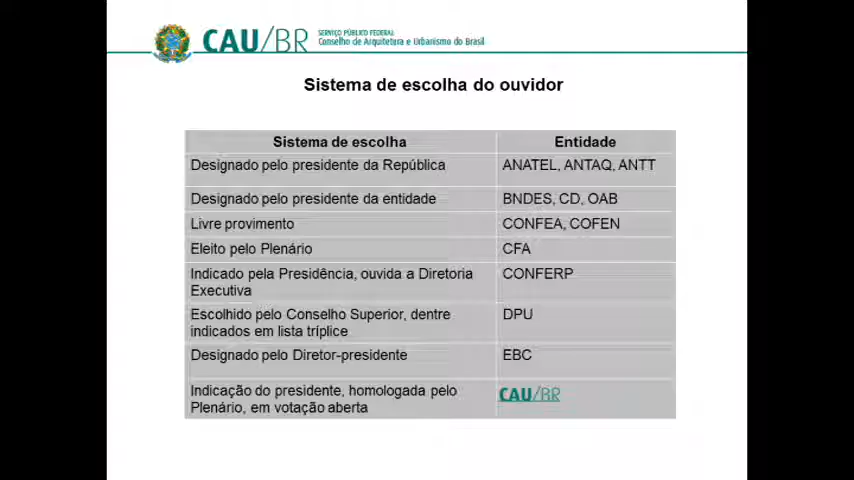 CAU/BR
SERVIÇO PÚBLICO FEDERAL
Conselho de Arquitetura e Urbanismo do Brasil
Sistema de escolha do ouvidor
Sistema de escolha Entidade
Designado pelo presidente da República ANATEL, ANTAQ, ANTT
Designado pelo presidente da entidade BNDES, CD, OAB
Livre provimento CONFEA, COFEN
Eleito pelo Plenário CFA
Indicado pela Presidência, ouvida a Diretoria CONFERP
Executiva
Escolhido pelo Conselho Superior, dentre DPU
indicados em lista tríplice
Designado pelo Diretor-presidente EBC
Indicação do presidente, homologada pelo CAU/BR
Plenário, em votação aberta